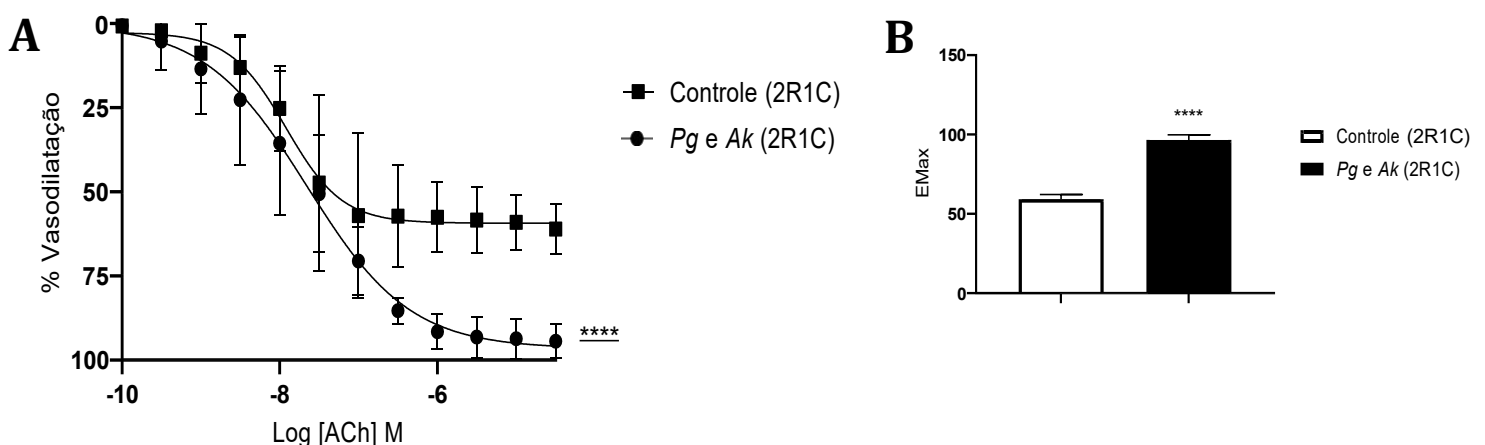 A
0
25
50
75
100
% Vasodilatação
-10
-8
-6
Log [ACh] M
****
Controle (2R1C)
Pg e Ak (2R1C)
B
150
100
50
0
EMax
****
Controle (2R1C)
Pg e Ak (2R1C)